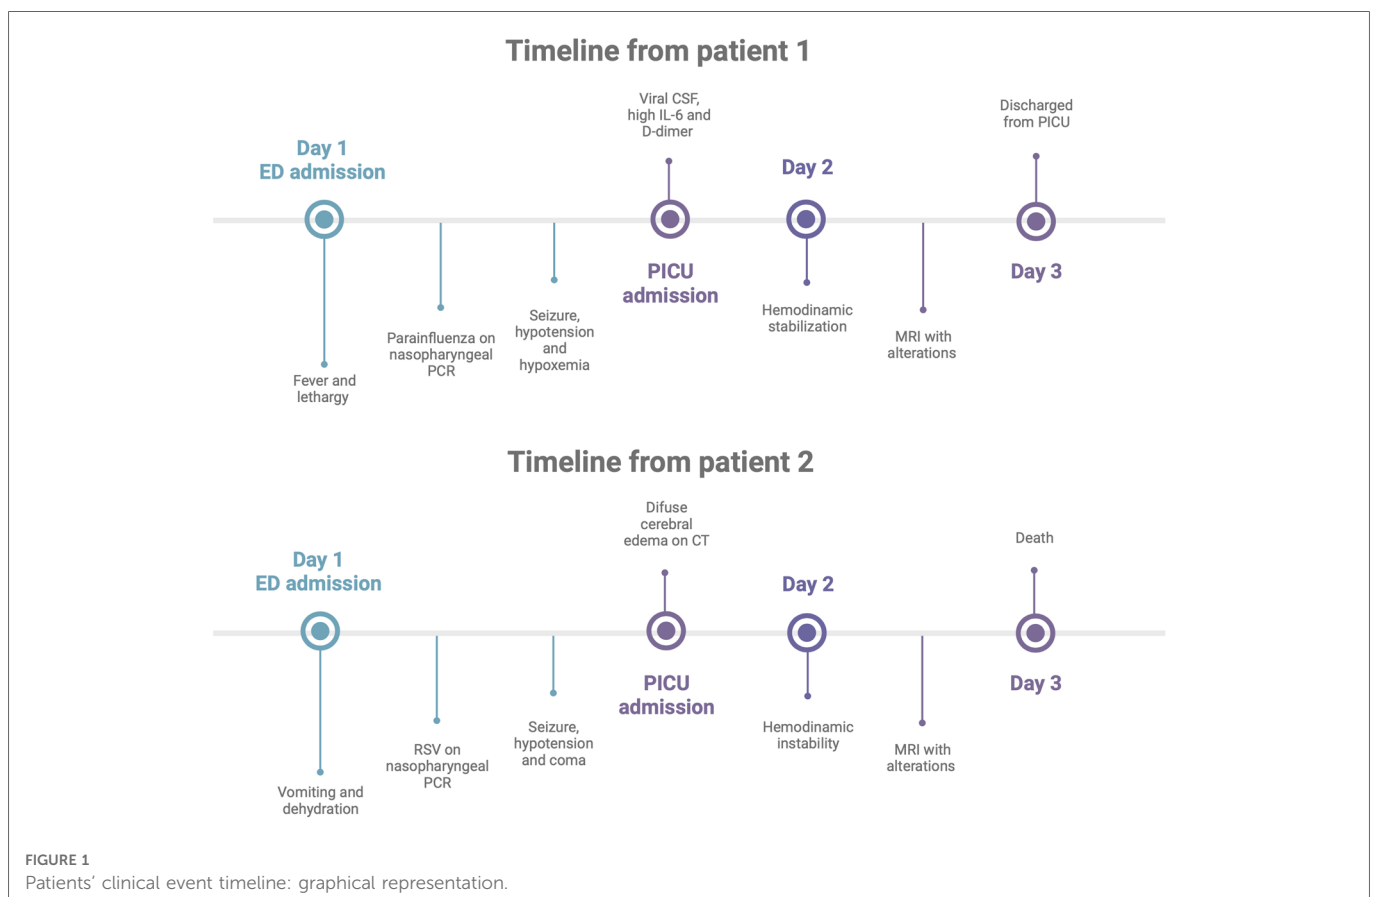 Timeline from patient 1
Viral CSF,
high IL-6 and
D-dimer
Discharged
from PICU
Day 1
ED admission
Day 2
PICU
admission
Day 3
Hemodinamic
stabilization
Seizure,
hypotension
and
hypoxemia
Parainfluenza on
nasopharyngeal
PCR
MRI with
alterations
Fever and
lethargy
Timeline from patient 2
Difuse
cerebral
edema on CT
Death
Day 1
ED admission
Day 2
PICU
admission
Day 3
Seizure,
hypotension
and coma
Hemodinamic
instability
RSV on
nasopharyngeal
PCR
MRI with
alterations
Vomiting and
dehydration
FIGURE 1
Patients’ clinical event timeline: graphical representation.